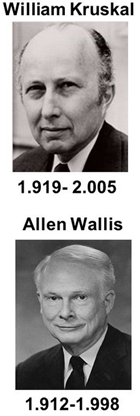 William Kruskal
1.919- 2.005
Allen Wallis
1.912-1.998